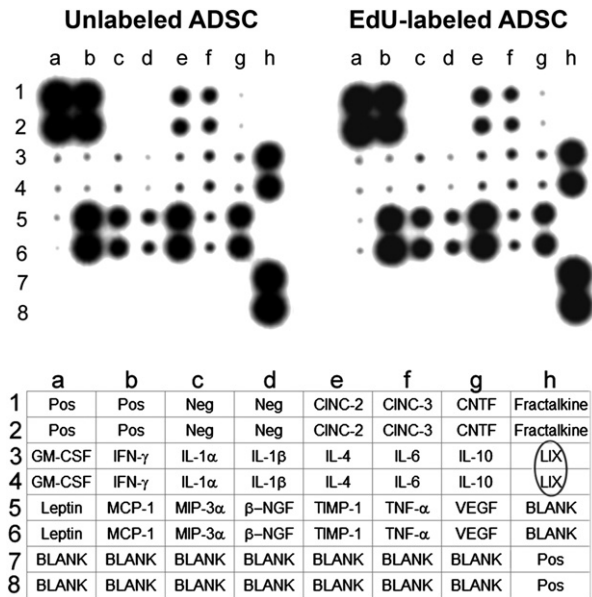 Unlabeled ADSC EdU-labeled ADSC
a b c d e f g h a b c d e f g h
1
2
3
4
5
6
7
8
a b c d e f g h
1 Pos Pos Neg Neg CINC-2 CINC-3 CNTF Fractalkine
2 Pos Pos Neg Neg CINC-2 CINC-3 CNTF Fractalkine
3 GM-CSF IFN-γ IL-1α IL-1β IL-4 IL-6 IL-10 LIX
4 GM-CSF IFN-γ IL-1α IL-1β IL-4 IL-6 IL-10 LIX
5 Leptin MCP-1 MIP-3α β–NGF TIMP-1 TNF-α VEGF BLANK
6 Leptin MCP-1 MIP-3α β–NGF TIMP-1 TNF-α VEGF BLANK
7 BLANK BLANK BLANK BLANK BLANK BLANK BLANK Pos
8 BLANK BLANK BLANK BLANK BLANK BLANK BLANK Pos